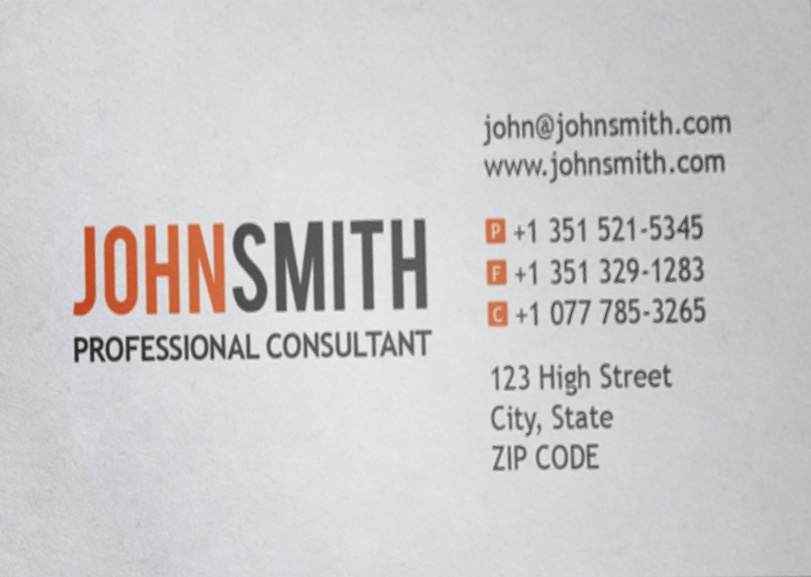 JOHNSMITH
PROFESSIONAL CONSULTANT
john@johnsmith.com
www.johnsmith.com
P +1 351 521-5345
F +1 351 329-1283
C +1 077 785-3265
123 High Street
City, State
ZIP CODE